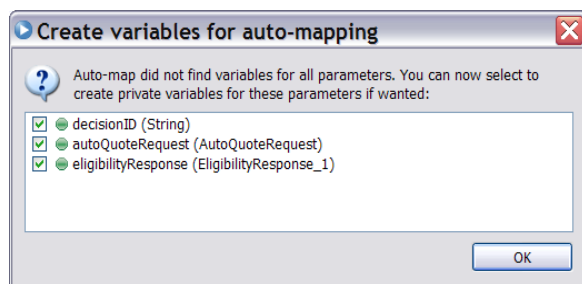 Create variables for auto-mapping
Auto-map did not find variables for all parameters. You can now select to
create private variables for these parameters if wanted:
decisionID (String)
autoQuoteRequest (AutoQuoteRequest)
eligibilityResponse (EligibilityResponse_1)
OK